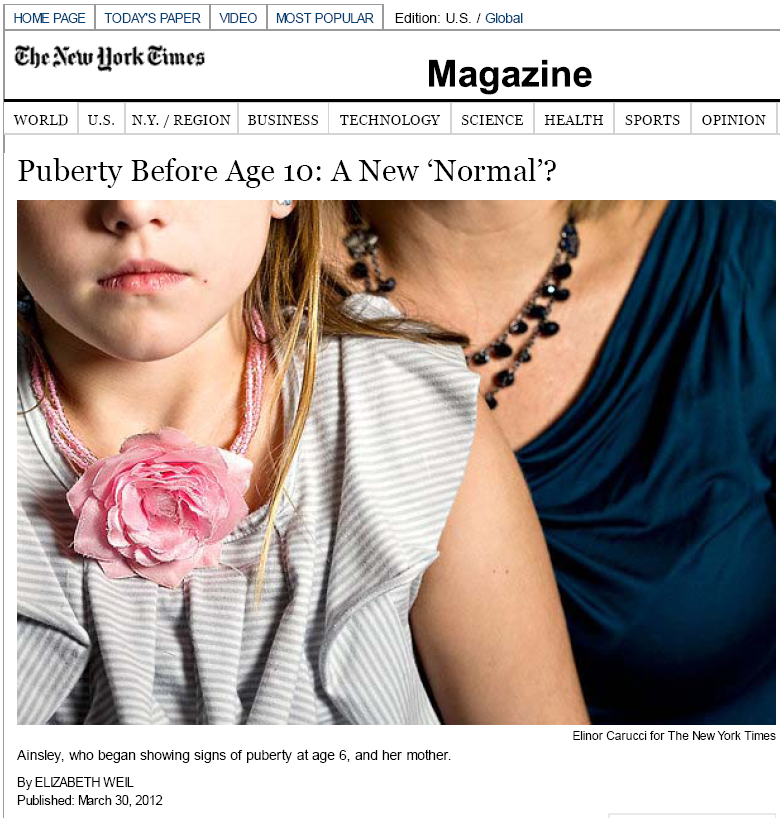 HOME PAGE TODAY'S PAPER VIDEO MOST POPULAR Edition: U.S. / Global
The New York Times
Magazine
WORLD U.S. N.Y. / REGION BUSINESS TECHNOLOGY SCIENCE HEALTH SPORTS OPINION
Puberty Before Age 10: A New ‘Normal’?
Elinor Carucci for The New York Times
Ainsley, who began showing signs of puberty at age 6, and her mother.
By ELIZABETH WEIL
Published: March 30, 2012